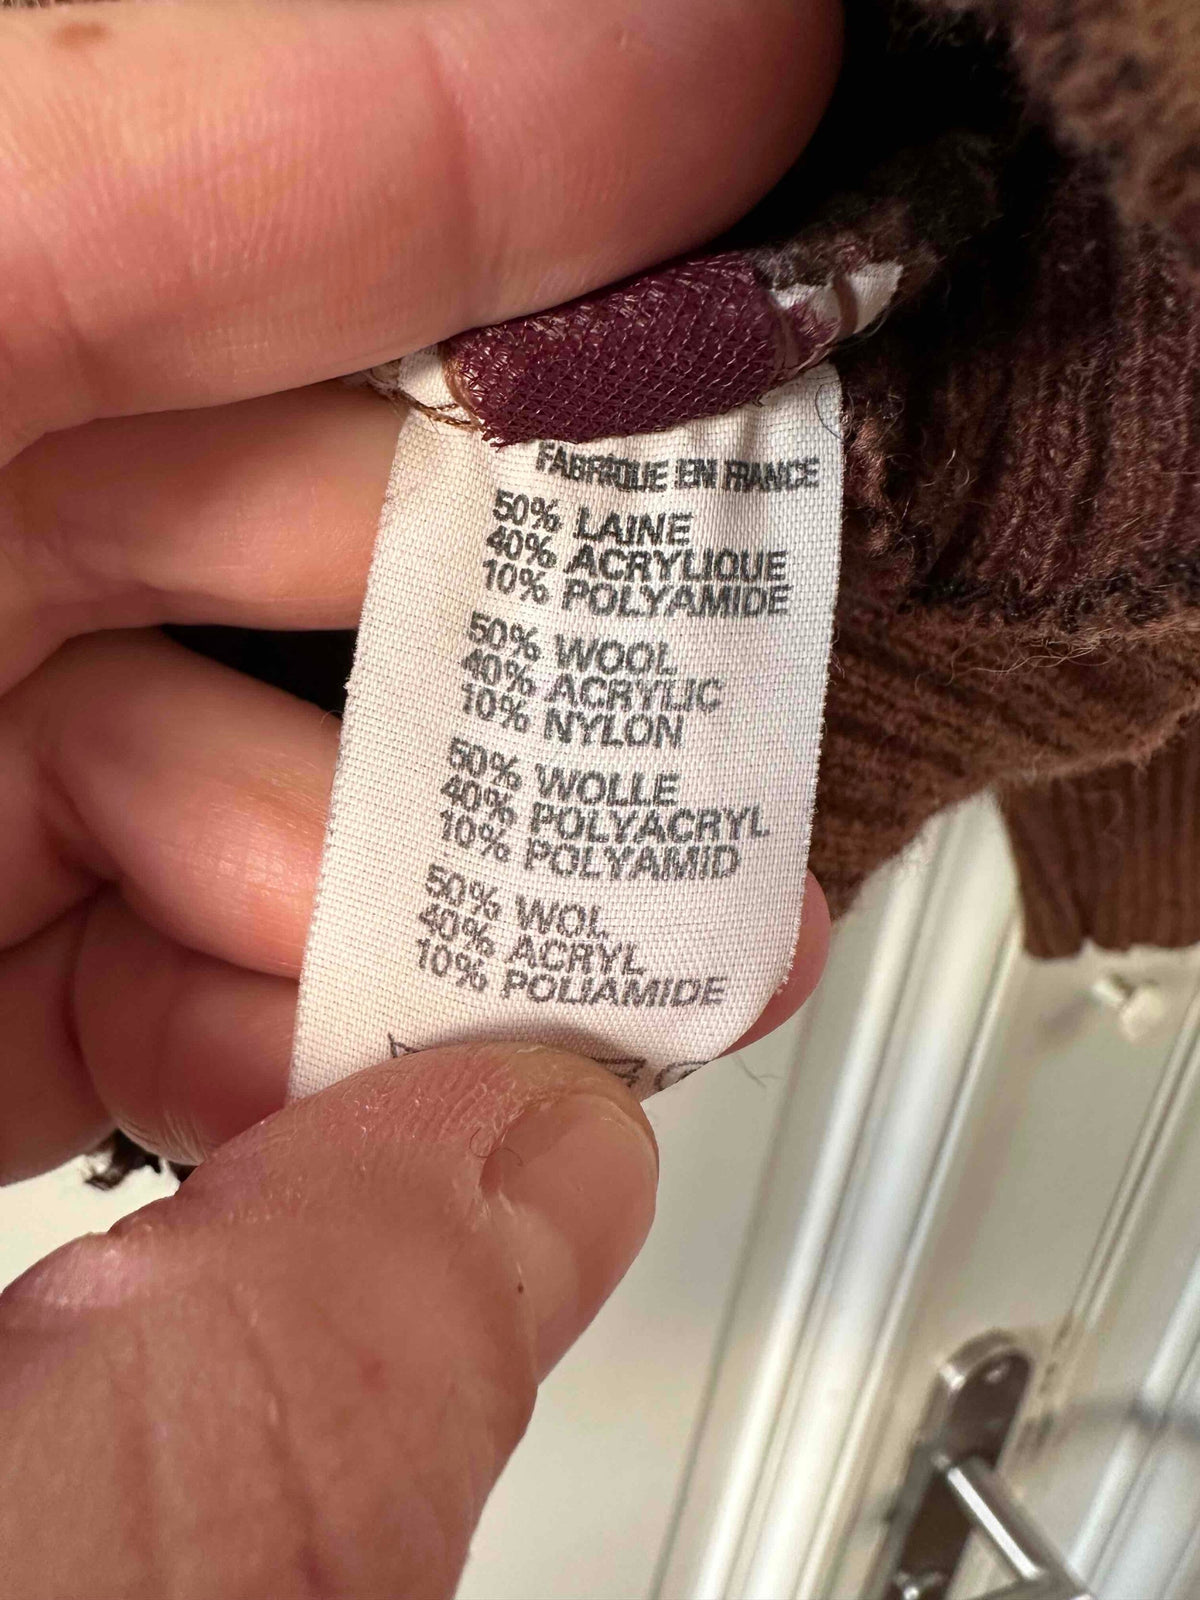 FABRIQUE EN FRANCE
50% LAINE
40% ACRYLIQUE
10% POLYAMIDE
50% WOOL
40% ACRYLIC
10% NYLON
50% WOLLE
40% POLYACRYL
10% POLYAMID
50% WOL
40% ACRYL
10% POLIAMIDE